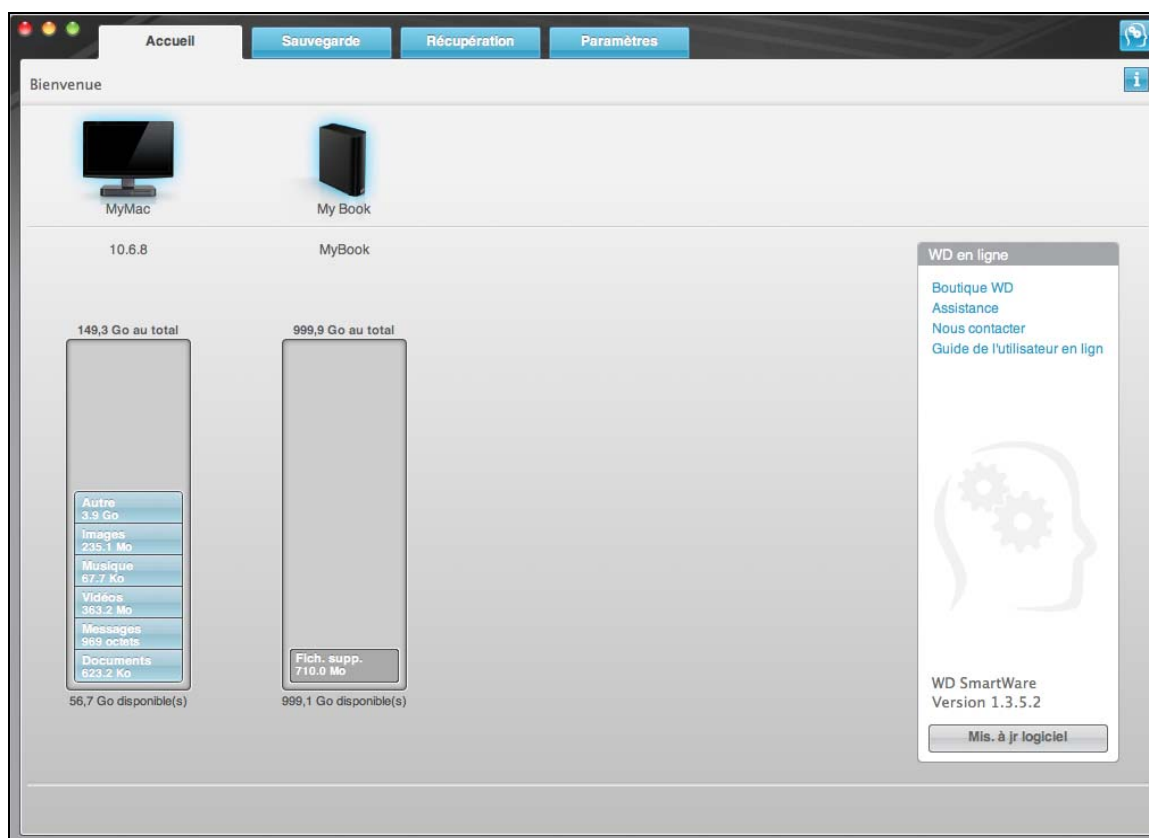 Accueil
Sauvegarde
Récupération
Paramètres
Bienvenue
i
MyMac
My Book
10.6.8
MyBook
149,3 Go au total
999,9 Go au total
Autre
3.9 Go
Images
235.1 Mo
Musique
67.7 Ko
Vidéos
363.2 Mo
Messages
969 octets
Documents
623.2 Ko
56,7 Go disponible(s)
Fich. supp.
710.0 Mo
999,1 Go disponible(s)
WD en ligne
Boutique WD
Assistance
Nous contacter
Guide de l'utilisateur en lign
WD SmartWare
Version 1.3.5.2
Mis. à jr logiciel